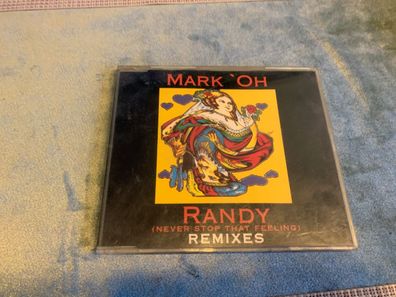 MARK `OH
RANDY
(NEVER STOP THAT FEELING)
REMIXES